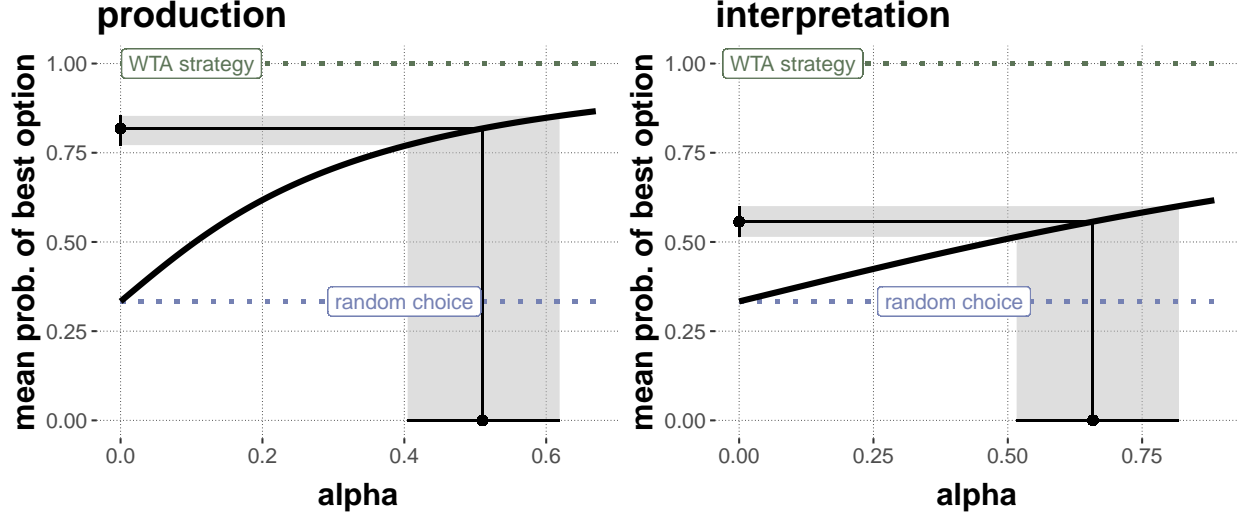 production
mean prob. of best option
1.00
0.75
0.50
0.25
0.00
WTA strategy
random choice
0.0 0.2 0.4 0.6
alpha
interpretation
mean prob. of best option
1.00
0.75
0.50
0.25
0.00
WTA strategy
random choice
0.00 0.25 0.50 0.75
alpha